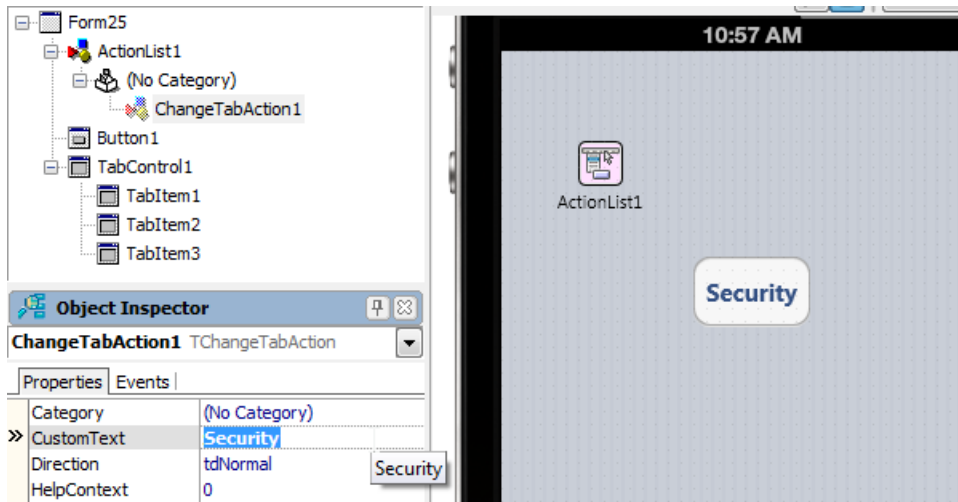 Form25
ActionList1
(No Category)
ChangeTabAction1
Button1
TabControl1
TabItem1
TabItem2
TabItem3
Object Inspector
ChangeTabAction1 TChangeTabAction
Properties Events
Category (No Category)
CustomText Security
Direction tdNormal
Security
HelpContext 0
10:57 AM
ActionList1
Security